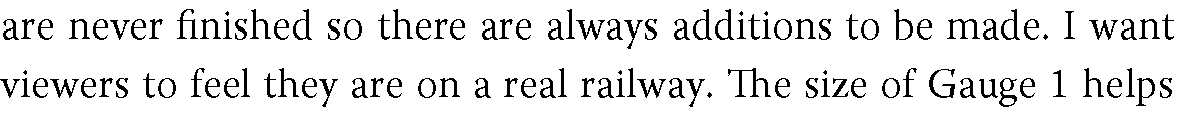 are never finished so there are always additions to be made. I want
viewers to feel they are on a real railway. The size of Gauge 1 helps